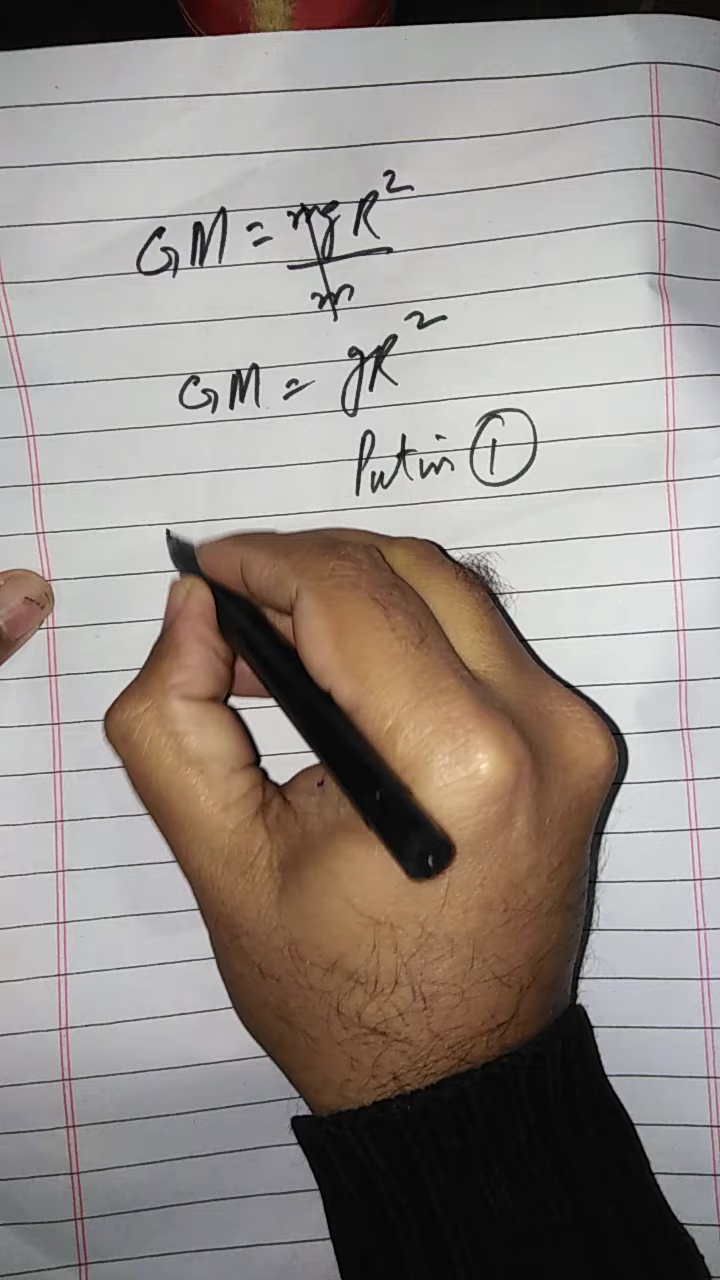 GM = mgR²/m
GM = gR²
Put in ①